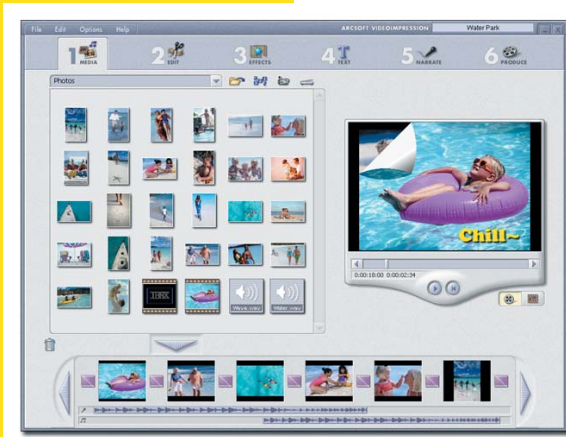 File Edit Options Help ARCSOFT VIDEOIMPRESSION Water Park
1 MEDIA 2 EDIT 3 EFFECTS 4 TEXT 5 NARRATE 6 PRODUCE
Photos
Chill~
0:00:18:00 0:00:02:34
THNX
Wave.wav Water.wav